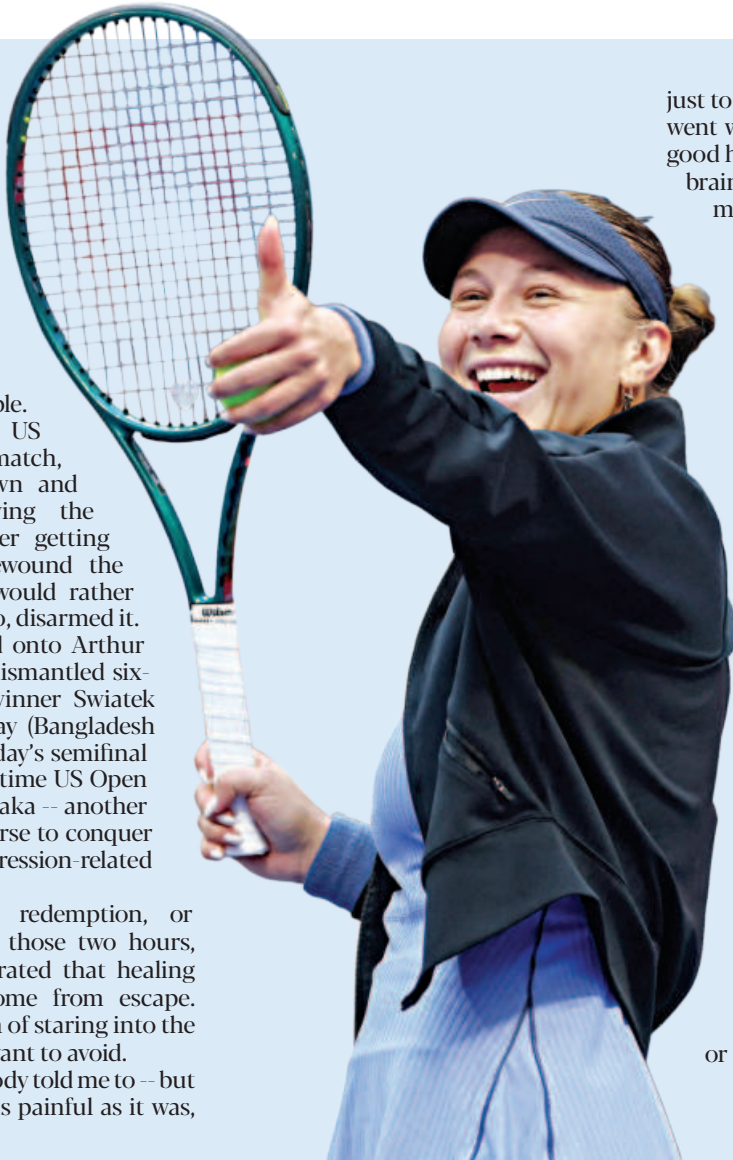 ple.
US
match,
wn and
ing the
er getting
ewound the
would rather
o, disarmed it.
d onto Arthur
ismantled six-
winner Swiatek
ay (Bangladesh
day's semifinal
time US Open
aka -- another
rse to conquer
ression-related
redemption, or
those two hours,
rated that healing
ome from escape.
n of staring into the
ant to avoid.
ody told me to -- but
s painful as it was,
Wilson
just to
went w
good h
brain
m
or